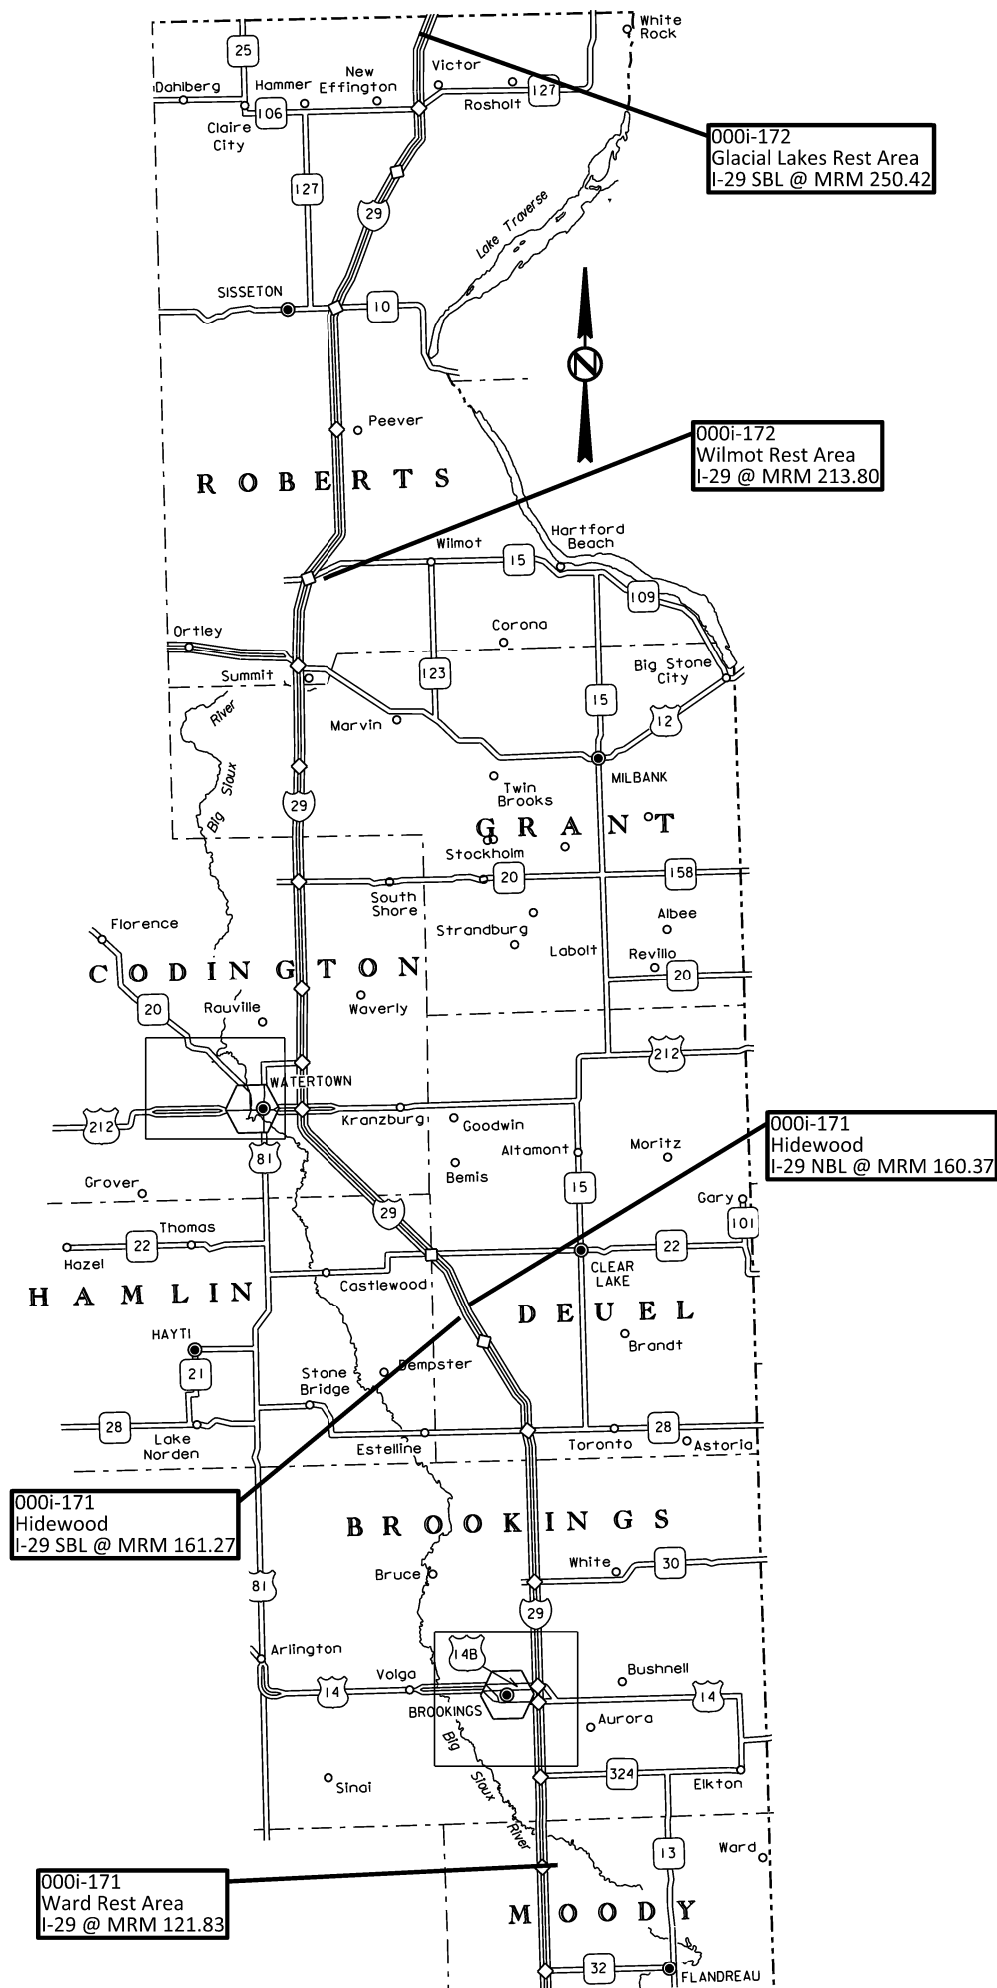 White
Rock
25
Victor
New
Effington
Hammer
Dahlberg
127
Rosholt
106
Claire
City
000i-172
Glacial Lakes Rest Area
I-29 SBL @ MRM 250.42
127
29
Lake Traverse
SISSETON
10
N
Peever
000i-172
Wilmot Rest Area
I-29 @ MRM 213.80
ROBERTS
Hartford
Beach
Wilmot
15
109
Corona
Ortley
Big Stone
City
Summit
123
15
12
River
Marvin
MILBANK
Big Sioux
Twin
Brooks
29
GRANT
Stockholm
20
158
South
Shore
Albee
Florence
Strandburg
Labolt
Revillo
20
CODINGTON
Rauville
Waverly
20
212
WATERTOWN
Kranzburg
Goodwin
212
000i-171
Hidewood
I-29 NBL @ MRM 160.37
Altamont
Moritz
81
Bemis
15
Grover
Gary
29
101
Thomas
22
22
Hazel
CLEAR
LAKE
Castlewood
HAMLIN
DEUEL
HAYTI
Brandt
21
Stone
Bridge
Dempster
28
Lake
Norden
28
Estelline
Toronto
Astoria
000i-171
Hidewood
I-29 SBL @ MRM 161.27
BROOKINGS
White
30
Bruce
81
29
Arlington
14B
Bushnell
Volga
14
14
BROOKINGS
Aurora
Big Sioux River
324
Elkton
Sinai
13
Ward
000i-171
Ward Rest Area
I-29 @ MRM 121.83
MOODY
32
FLANDREAU